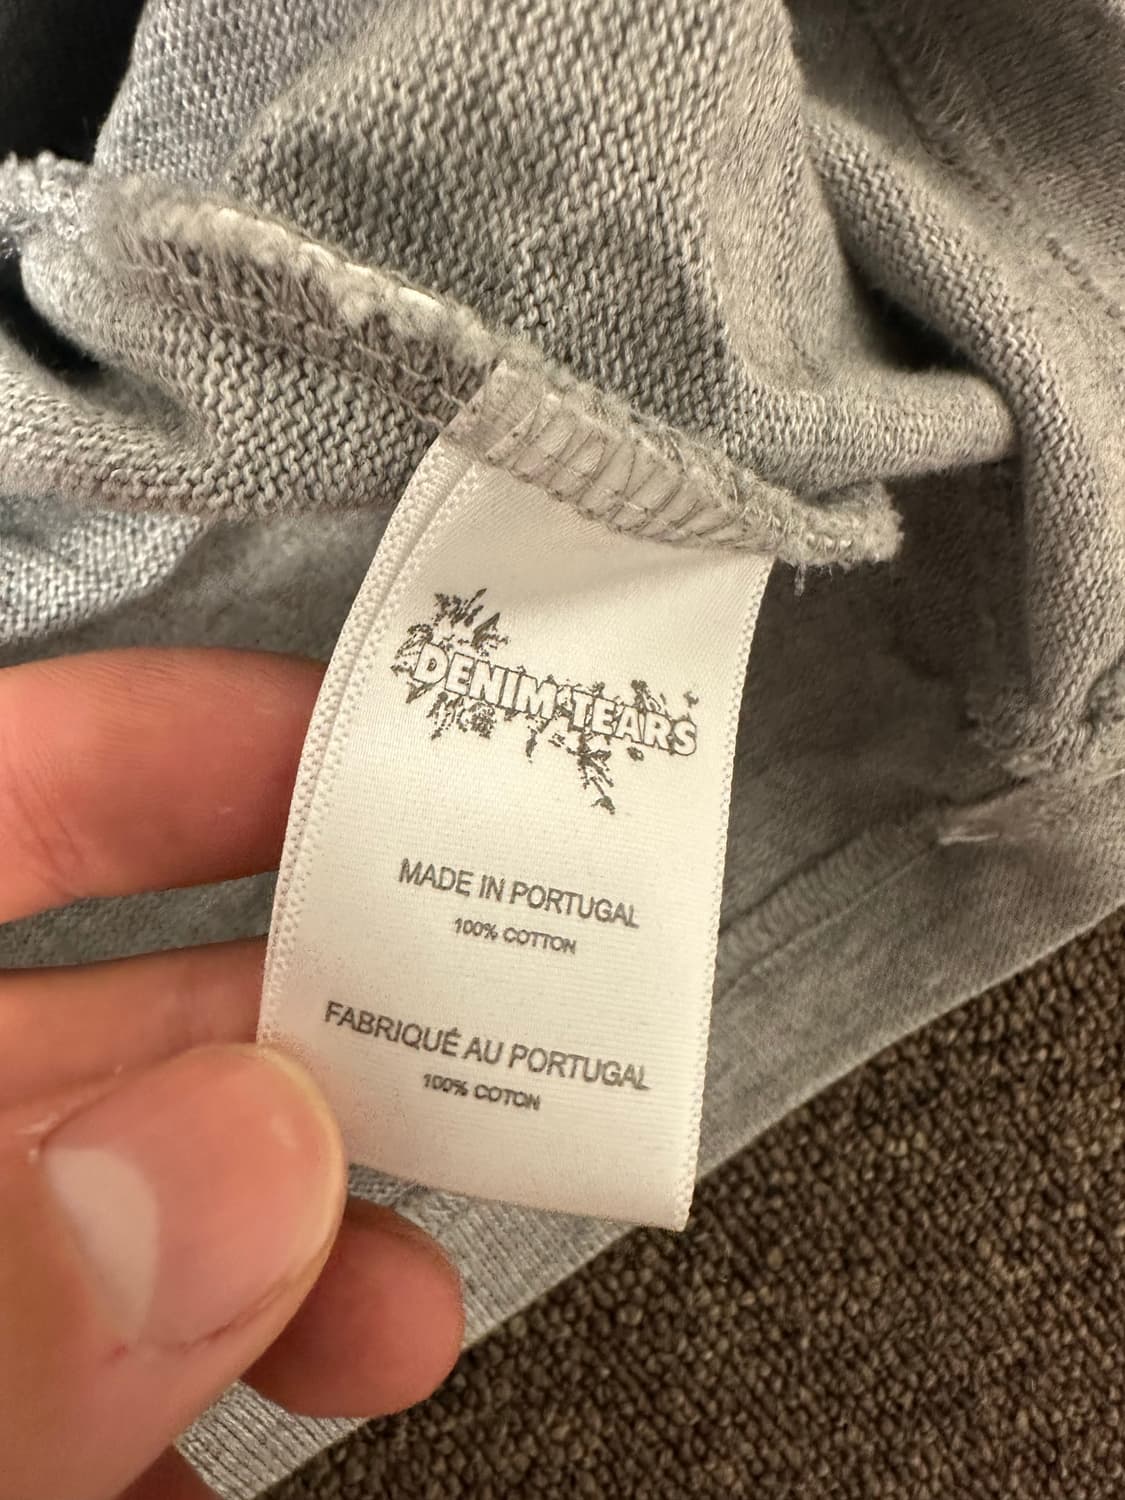 DENIM TEARS
MADE IN PORTUGAL
100% COTTON
FABRIQUÉ AU PORTUGAL
100% COTON